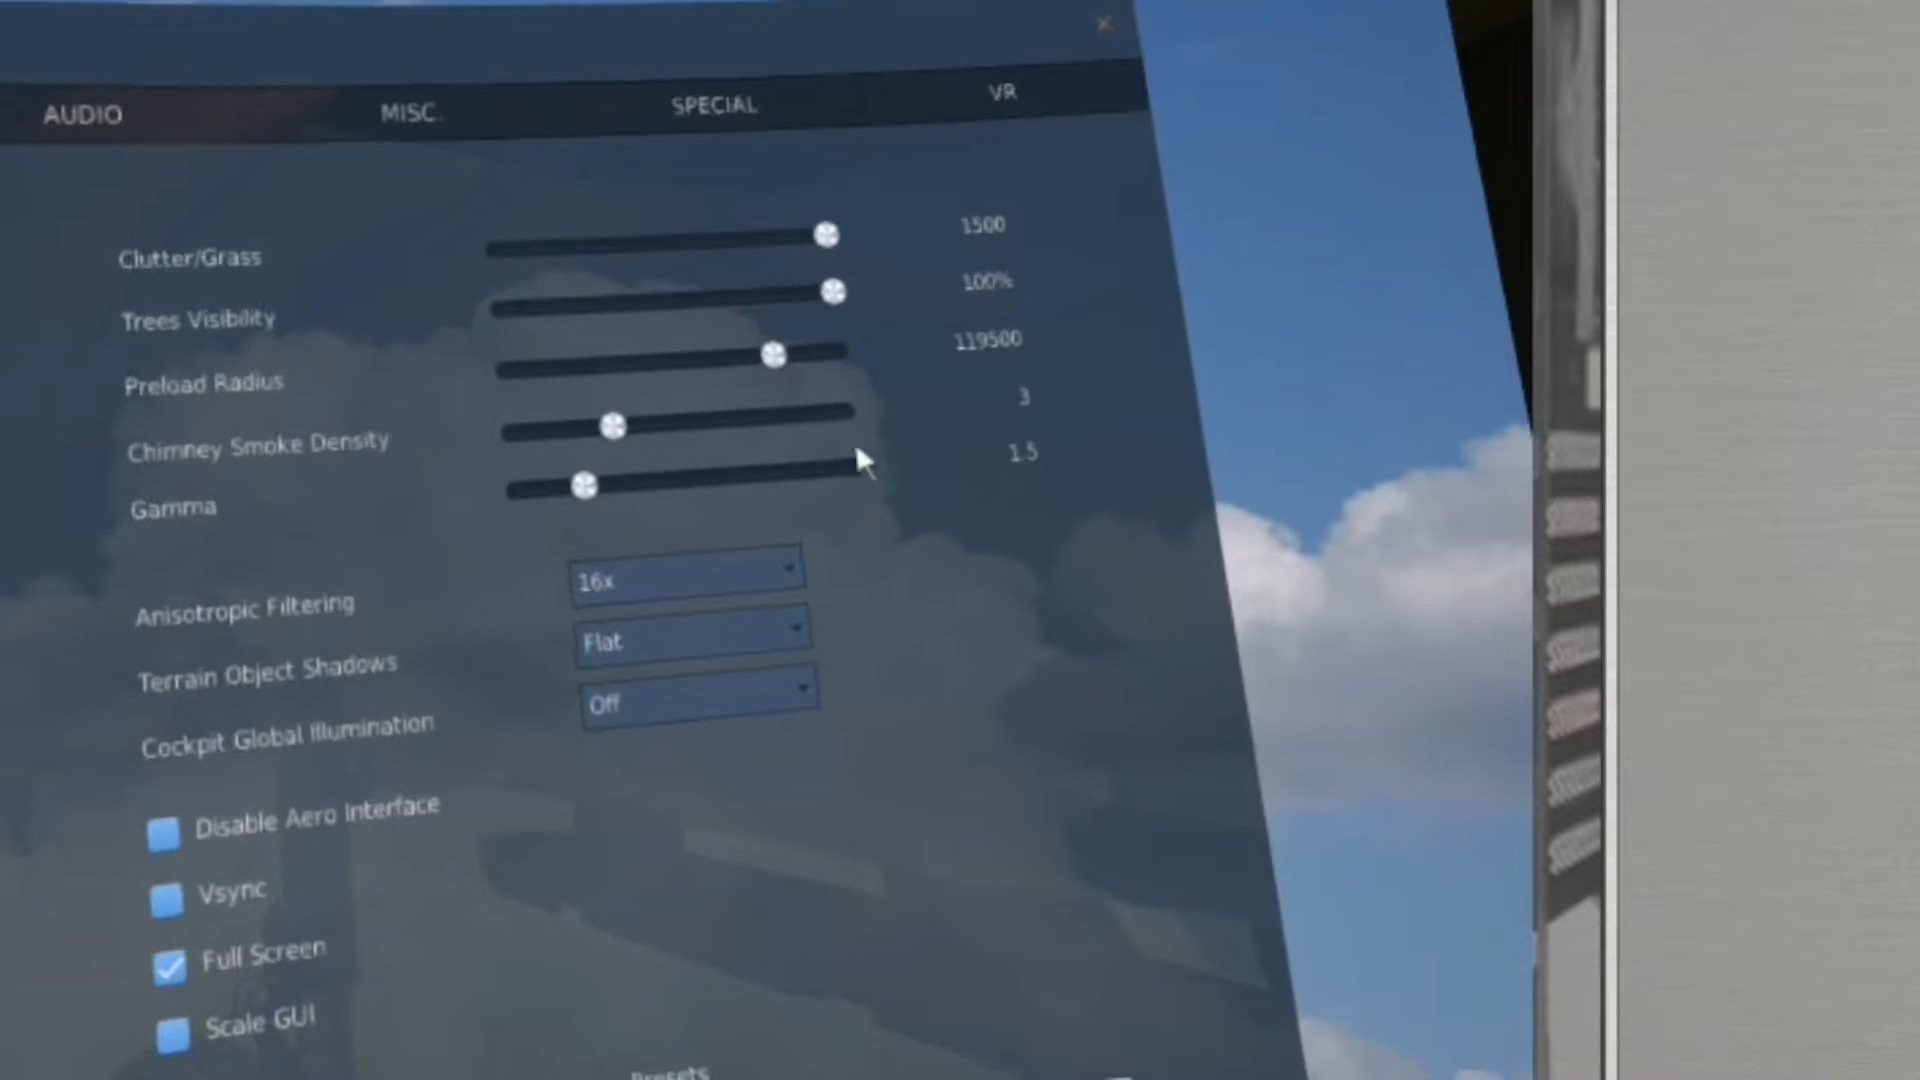 AUDIO MISC. SPECIAL VR
Clutter/Grass 1500
Trees Visibility 100%
Preload Radius 119500
Chimney Smoke Density 3
Gamma 1.5
Anisotropic Filtering 16x
Terrain Object Shadows Flat
Cockpit Global Illumination Off
Disable Aero Interface
Vsync
Full Screen
Scale GUI
Presets